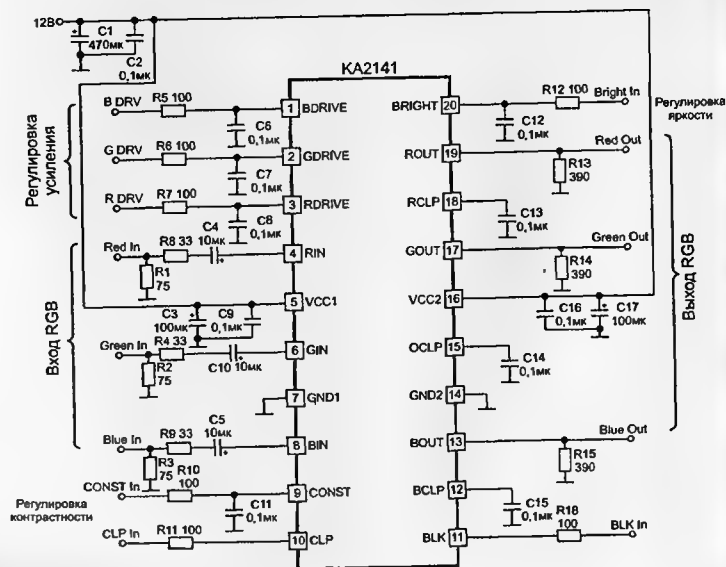 12В
C1
470мк
C2
0,1мк
KA2141
B DRV
R5 100
1
BDRIVE
C6
0,1мк
G DRV
R6 100
2
GDRIVE
C7
0,1мк
R DRV
R7 100
3
RDRIVE
C8
0,1мк
Регулировка
усиления
Red In
R8 33
C4
10мк
4
RIN
R1
75
5
VCC1
C3
100мк
C9
0,1мк
Вход RGB
Green In
R4 33
C10 10мк
6
GIN
R2
75
7
GND1
Blue In
R9 33
C5
10мк
8
BIN
R3
75
CONST In
R10
100
9
CONST
C11
0,1мк
Регулировка
контрастности
CLP In
R11 100
10
CLP
BRIGHT
20
R12 100
Bright In
C12
0,1мк
Регулировка
яркости
ROUT
19
Red Out
R13
390
RCLP
18
C13
0,1мк
GOUT
17
Green Out
R14
390
VCC2
16
C16
0,1мк
C17
100мк
Выход RGB
OCLP
15
C14
0,1мк
GND2
14
BOUT
13
Blue Out
R15
390
BCLP
12
C15
0,1мк
BLK
11
R18
100
BLK In